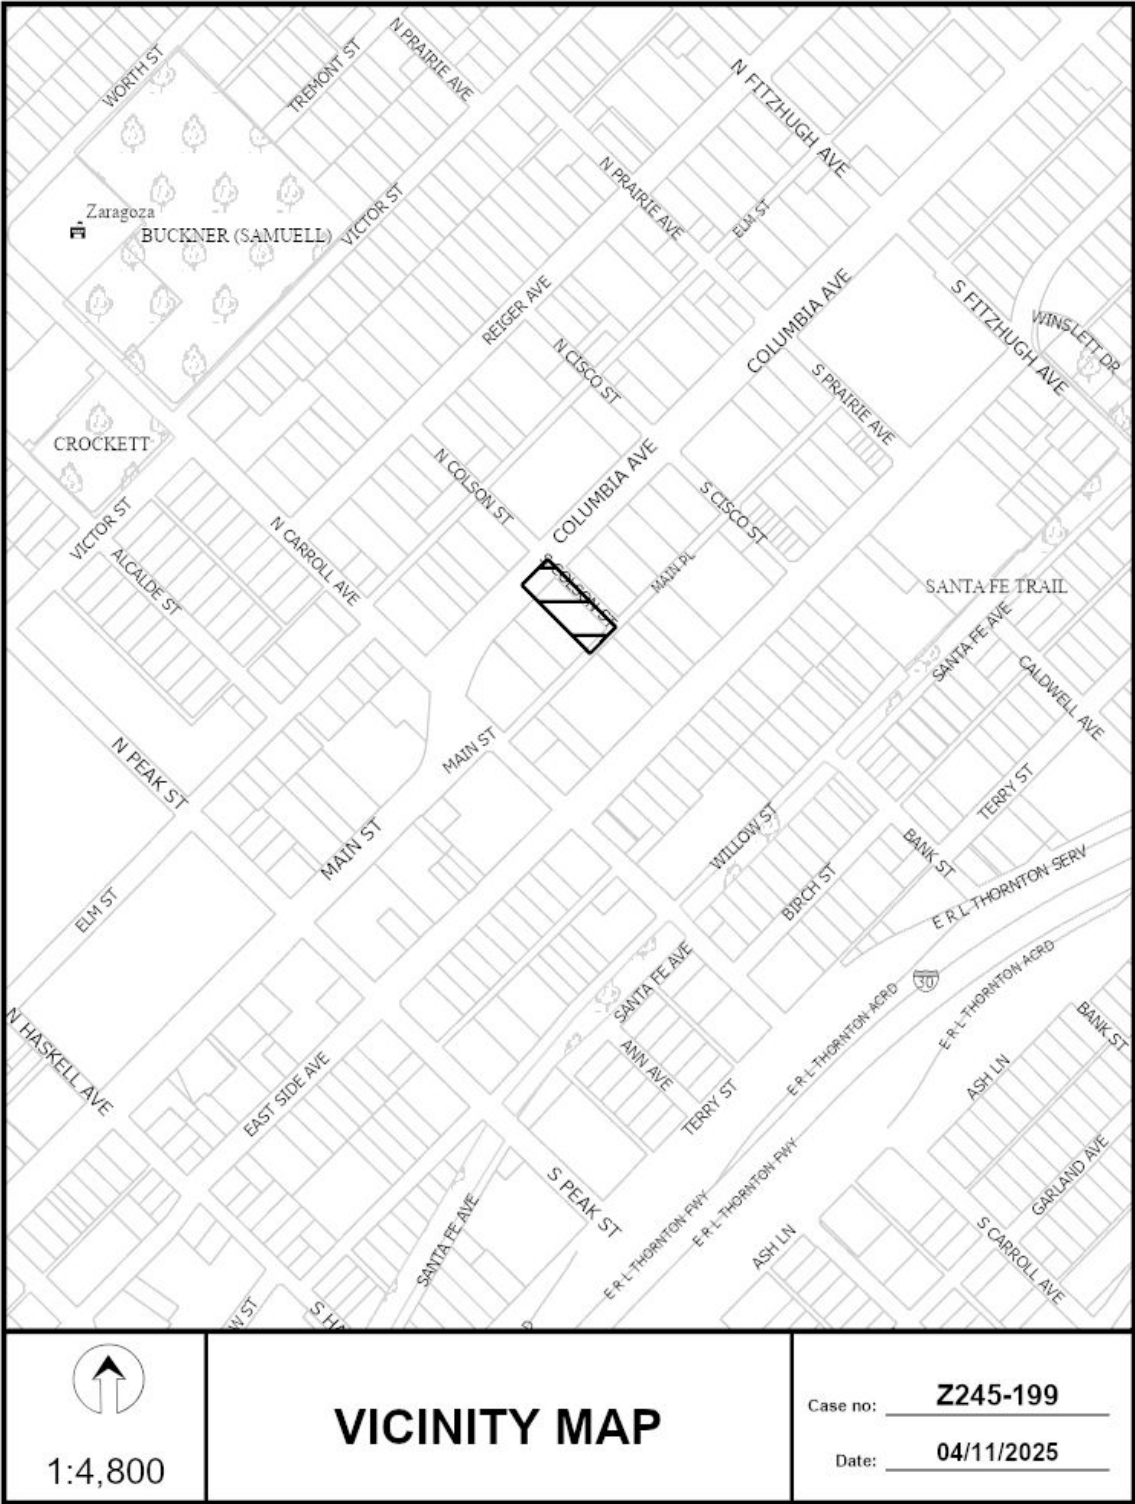 N PRAIRIE AVE
WORTH ST
TREMONT ST
N FITZHUGH AVE
Zaragoza
BUCKNER (SAMUELL)
VICTOR ST
N PRAIRIE AVE
ELM ST
REIGER AVE
COLUMBIA AVE
S FITZHUGH AVE
WINSLETT DR
N CISCO ST
S PRAIRIE AVE
CROCKETT
N COLSON ST
COLUMBIA AVE
S CISCO ST
VICTOR ST
ALCALDE ST
N CARROLL AVE
S COLSON ST
MAIN PL
SANTA FE TRAIL
SANTA FE AVE
CALDWELL AVE
N PEAK ST
MAIN ST
MAIN ST
TERRY ST
WILLOW ST
BANK ST
BIRCH ST
ELM ST
E R L THORNTON SERV
SANTA FE AVE
30
E R L THORNTON ACRD
E R L THORNTON ACRD
N HASKELL AVE
BANK ST
ANN AVE
EAST SIDE AVE
TERRY ST
ASH LN
S PEAK ST
GARLAND AVE
SANTA FE AVE
E R L THORNTON FWY
E R L THORNTON FWY
ASH LN
S CARROLL AVE
W ST
S HA
1:4,800
VICINITY MAP
Case no: Z245-199
Date: 04/11/2025